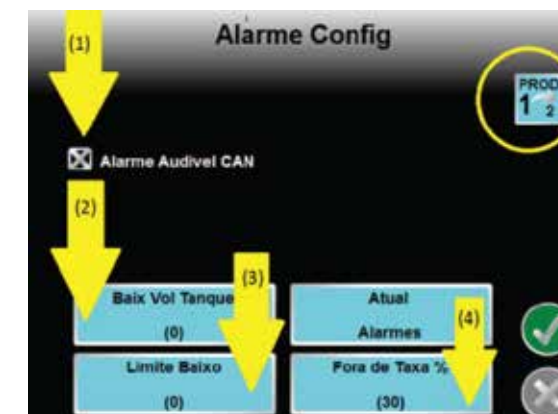 Alarme Config
(1)
PROD
1 2
Alarme Audivel CAN
(2)
(3)
Baix Vol Tanque
(0)
Atual
Alarmes
(4)
Limite Baixo
(0)
Fora de Taxa %
(30)